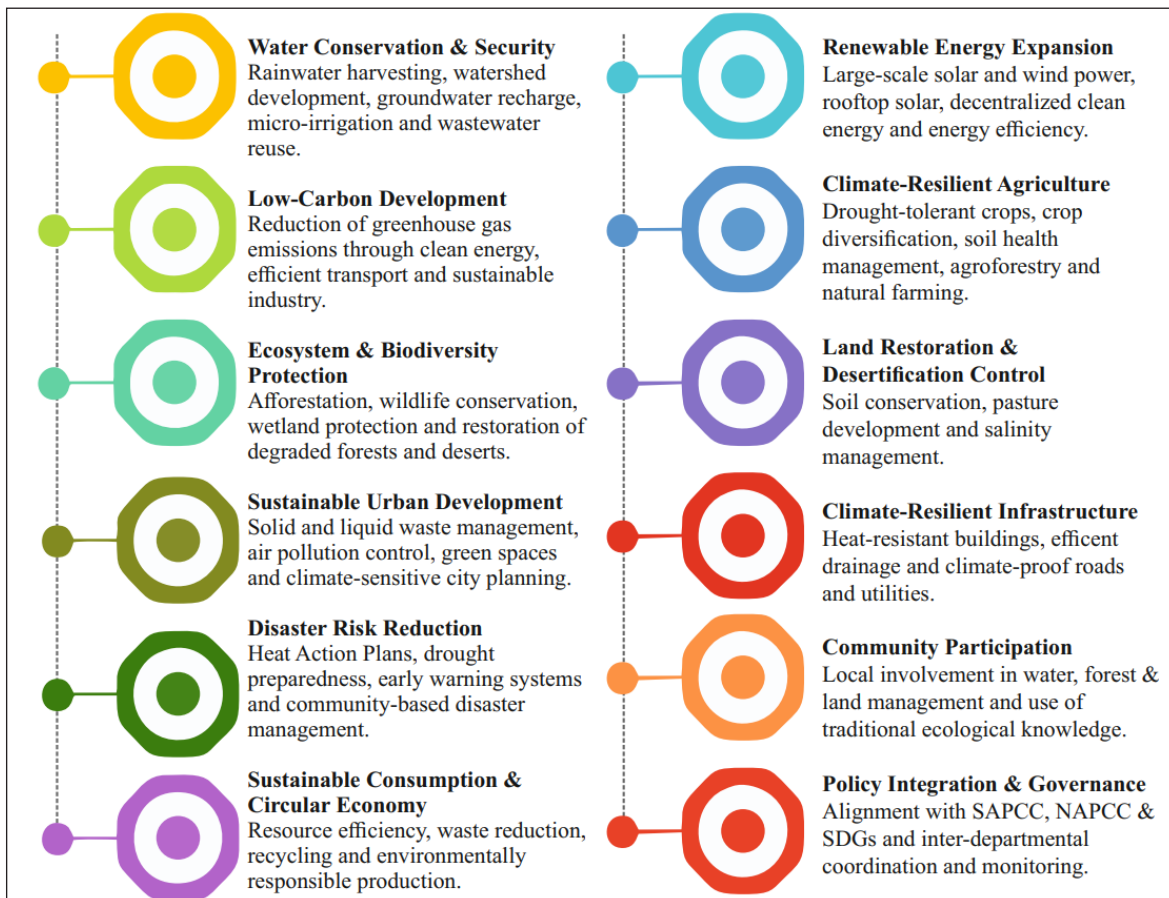 Water Conservation & Security
Rainwater harvesting, watershed
development, groundwater recharge,
micro-irrigation and wastewater
reuse.
Low-Carbon Development
Reduction of greenhouse gas
emissions through clean energy,
efficient transport and sustainable
industry.
Ecosystem & Biodiversity
Protection
Afforestation, wildlife conservation,
wetland protection and restoration of
degraded forests and deserts.
Sustainable Urban Development
Solid and liquid waste management,
air pollution control, green spaces
and climate-sensitive city planning.
Disaster Risk Reduction
Heat Action Plans, drought
preparedness, early warning systems
and community-based disaster
management.
Sustainable Consumption &
Circular Economy
Resource efficiency, waste reduction,
recycling and environmentally
responsible production.
Renewable Energy Expansion
Large-scale solar and wind power,
rooftop solar, decentralized clean
energy and energy efficiency.
Climate-Resilient Agriculture
Drought-tolerant crops, crop
diversification, soil health
management, agroforestry and
natural farming.
Land Restoration &
Desertification Control
Soil conservation, pasture
development and salinity
management.
Climate-Resilient Infrastructure
Heat-resistant buildings, efficent
drainage and climate-proof roads
and utilities.
Community Participation
Local involvement in water, forest &
land management and use of
traditional ecological knowledge.
Policy Integration & Governance
Alignment with SAPCC, NAPCC &
SDGs and inter-departmental
coordination and monitoring.